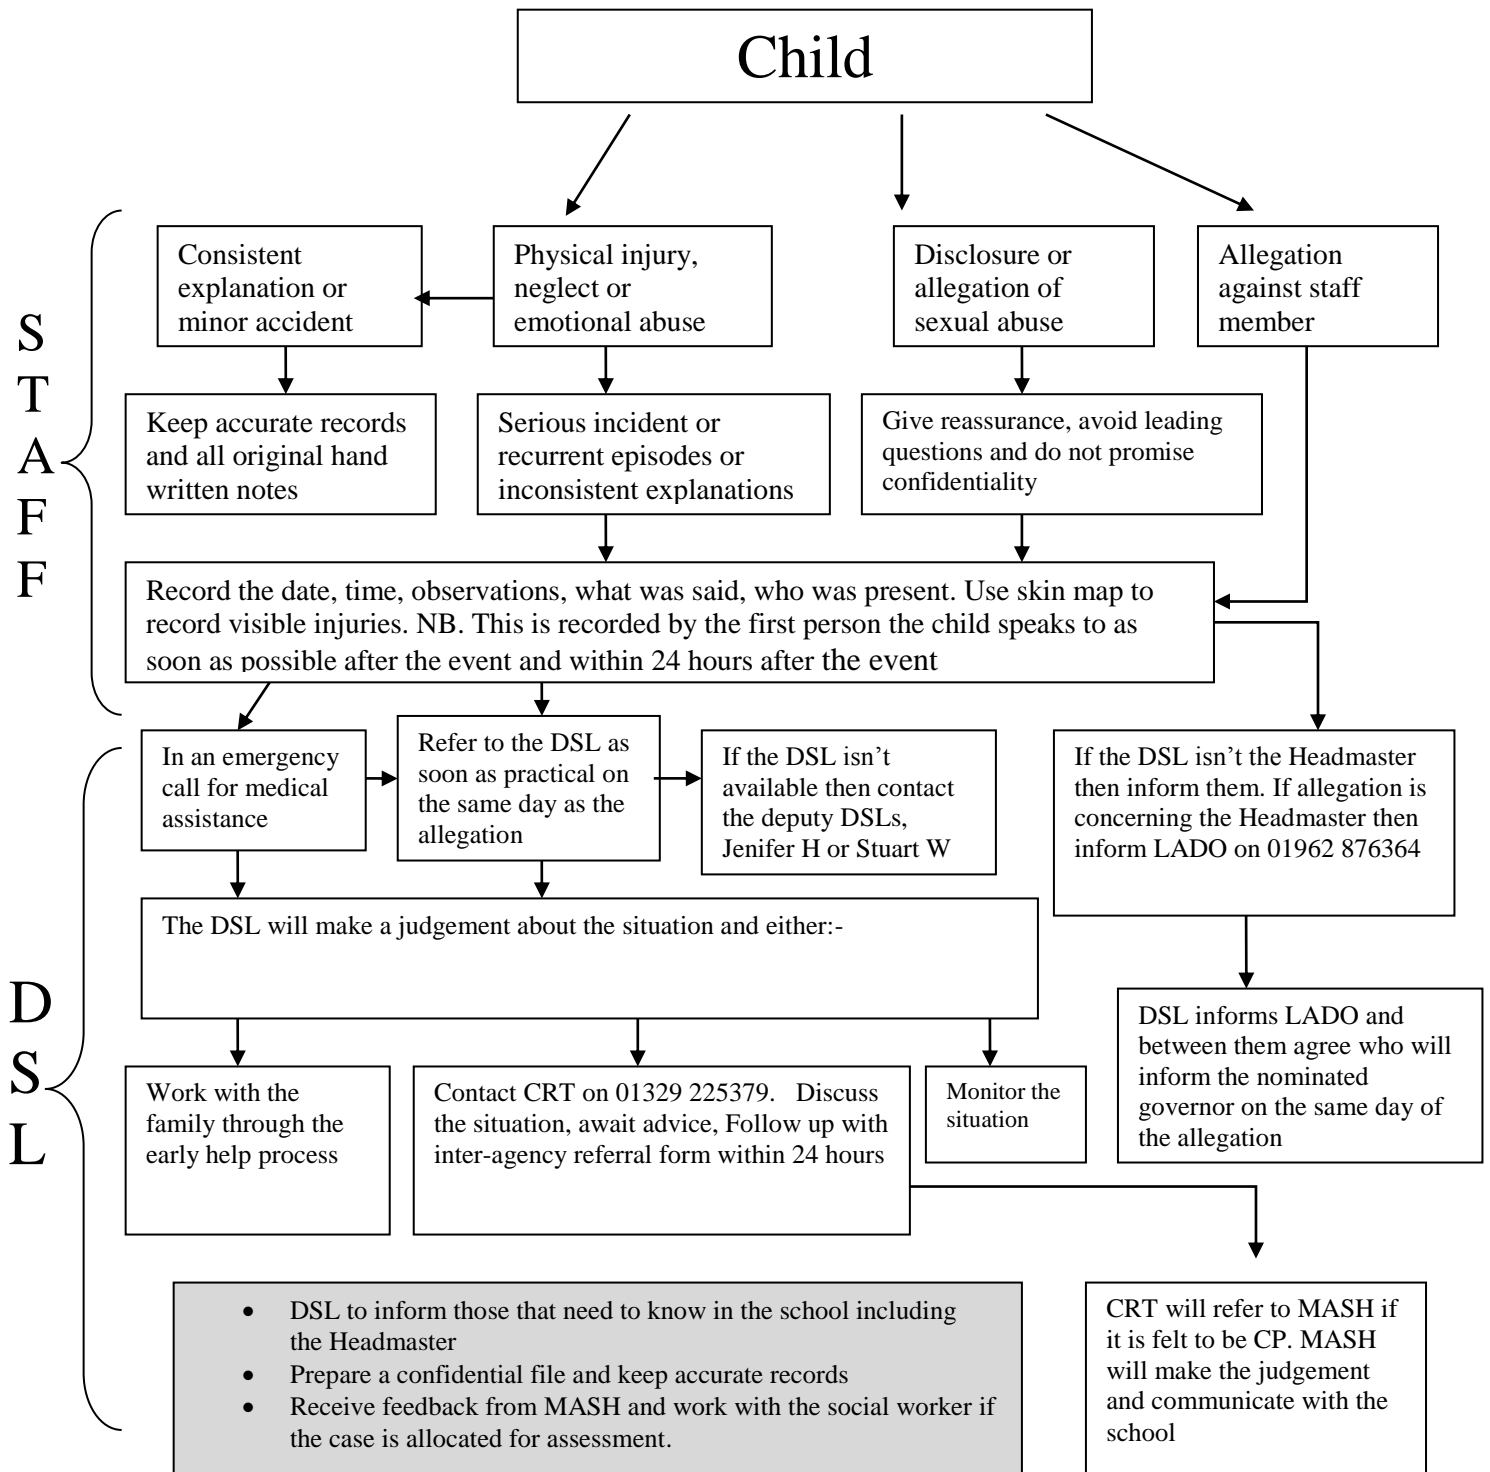 Child
S
T
A
F
F
Consistent
explanation or
minor accident
Physical injury,
neglect or
emotional abuse
Disclosure or
allegation of
sexual abuse
Allegation
against staff
member
Keep accurate records
and all original hand
written notes
Serious incident or
recurrent episodes or
inconsistent explanations
Give reassurance, avoid leading
questions and do not promise
confidentiality
Record the date, time, observations, what was said, who was present. Use skin map to
record visible injuries. NB. This is recorded by the first person the child speaks to as
soon as possible after the event and within 24 hours after the event
D
S
L
In an emergency
call for medical
assistance
Refer to the DSL as
soon as practical on
the same day as the
allegation
If the DSL isn’t
available then contact
the deputy DSLs,
Jenifer H or Stuart W
If the DSL isn’t the Headmaster
then inform them. If allegation is
concerning the Headmaster then
inform LADO on 01962 876364
The DSL will make a judgement about the situation and either:-
DSL informs LADO and
between them agree who will
inform the nominated
governor on the same day of
the allegation
Work with the
family through the
early help process
Contact CRT on 01329 225379.   Discuss
the situation, await advice, Follow up with
inter-agency referral form within 24 hours
Monitor the
situation
• DSL to inform those that need to know in the school including
the Headmaster
• Prepare a confidential file and keep accurate records
• Receive feedback from MASH and work with the social worker if
the case is allocated for assessment.
CRT will refer to MASH if
it is felt to be CP. MASH
will make the judgement
and communicate with the
school